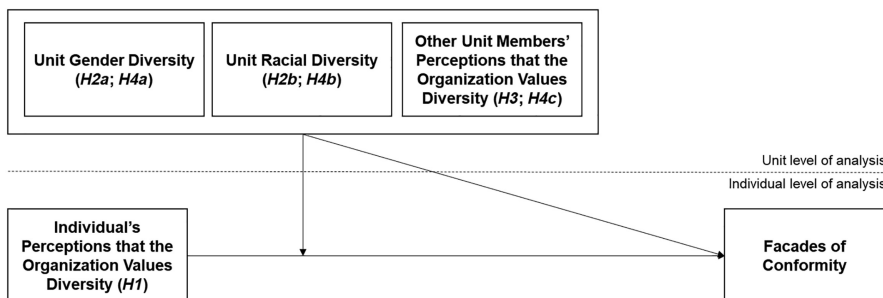 Unit Gender Diversity
(H2a; H4a)
Unit Racial Diversity
(H2b; H4b)
Other Unit Members'
Perceptions that the
Organization Values
Diversity (H3; H4c)
Unit level of analysis
Individual level of analysis
Individual's
Perceptions that the
Organization Values
Diversity (H1)
Facades of
Conformity